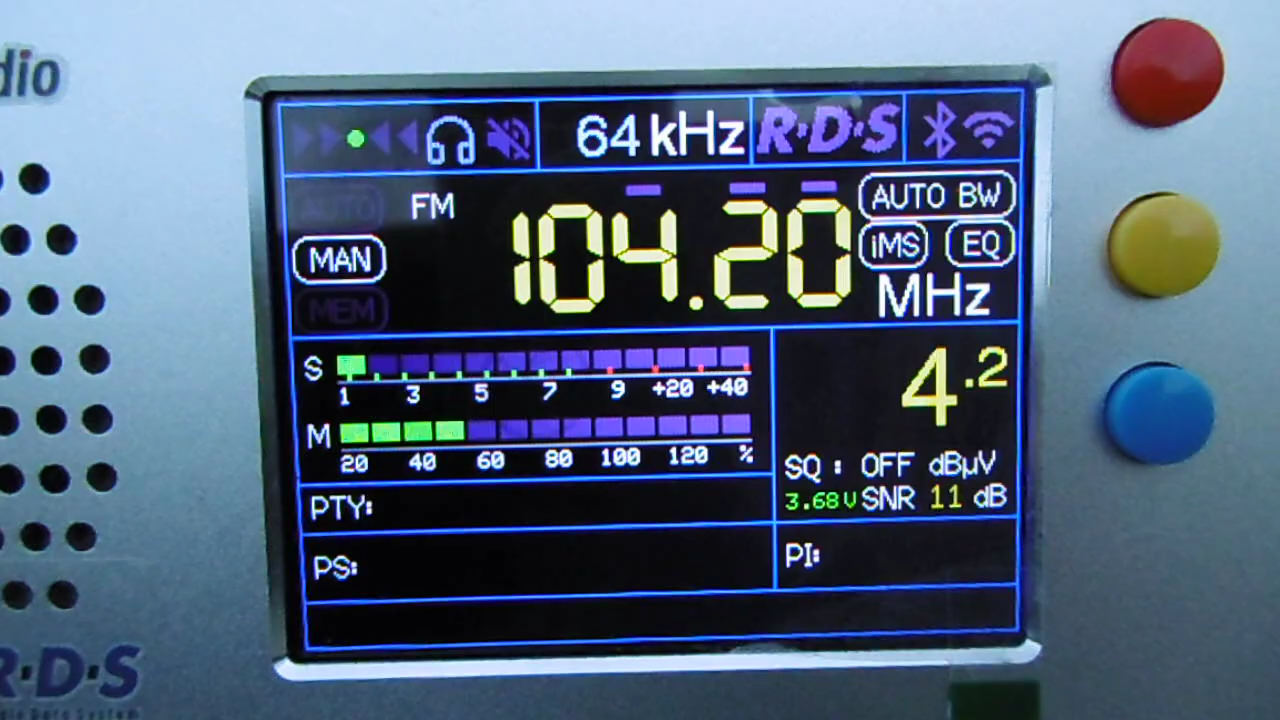 dio
64 kHz R·D·S
AUTO FM 104.20 AUTO BW
MAN iMS EQ
MEM MHz
S 1 3 5 7 9 +20 +40
4.2
M 20 40 60 80 100 120 %
SQ : OFF dBµV
3.68V SNR 11 dB
PTY:
PS: PI:
R·D·S
Data System